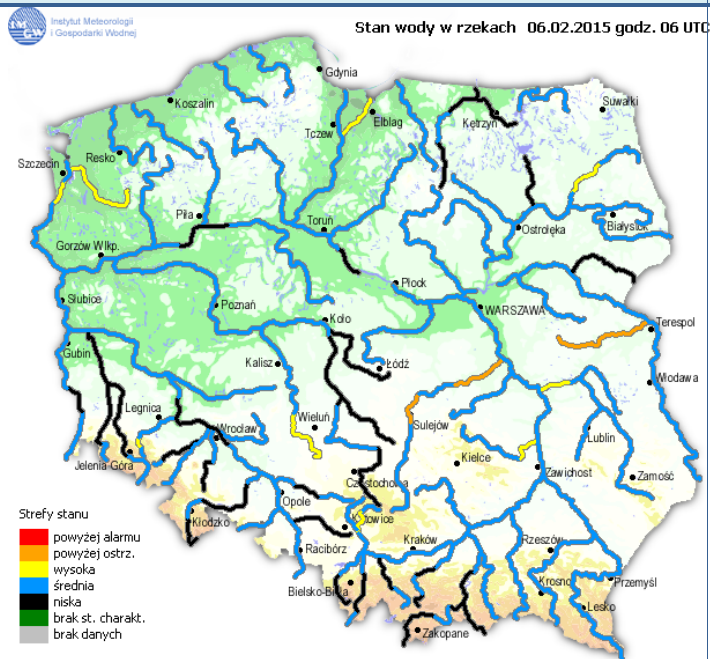 Instytut Meteorologii
i Gospodarki Wodnej
Stan wody w rzekach 06.02.2015 godz. 06 UTC
Gdynia
Koszalin
Suwałki
Elbląg
Kętrzyn
Tczew
Szczecin
Resko
Piła
Toruń
Ostrołęka
Białystok
Gorzów Wlkp.
Płock
Słubice
Poznań
WARSZAWA
Koło
Terespol
Gubin
Kalisz
Łódź
Włodawa
Legnica
Wieluń
Sulejów
Wrocław
Lublin
Jelenia-Góra
Kielce
Zawichost
Zamość
Częstochowa
Opole
Strefy stanu
Kłodzko
Katowice
powyżej alarmu
Kraków
Rzeszów
powyżej ostrz.
Racibórz
wysoka
Przemyśl
średnia
Bielsko-Biała
Krosno
niska
Lesko
brak st. charakt.
Zakopane
brak danych